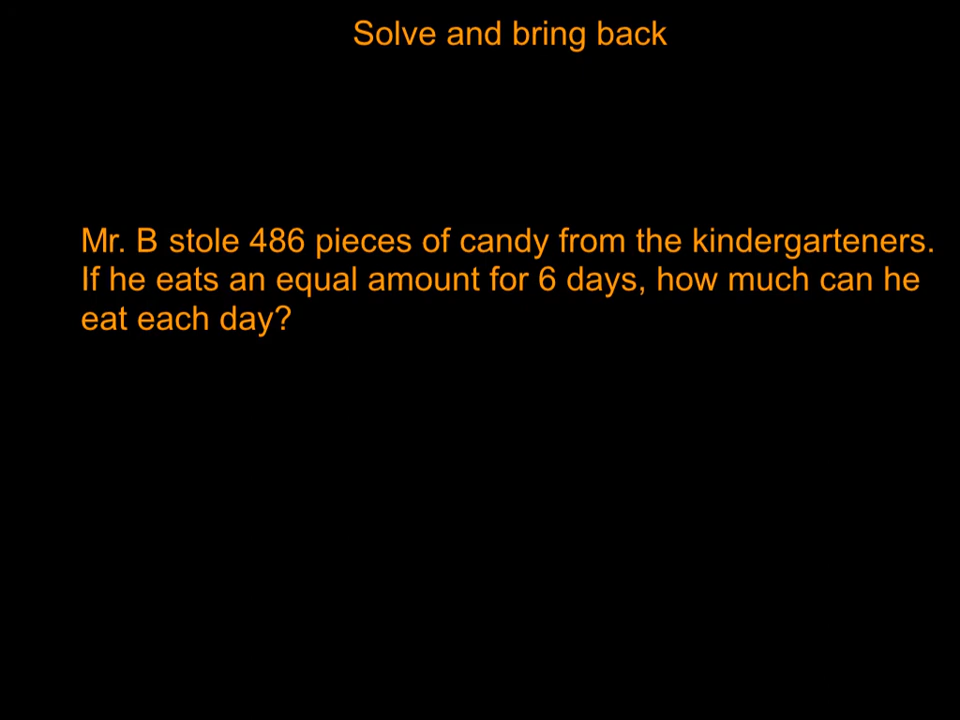 Solve and bring back
Mr. B stole 486 pieces of candy from the kindergarteners.
If he eats an equal amount for 6 days, how much can he
eat each day?